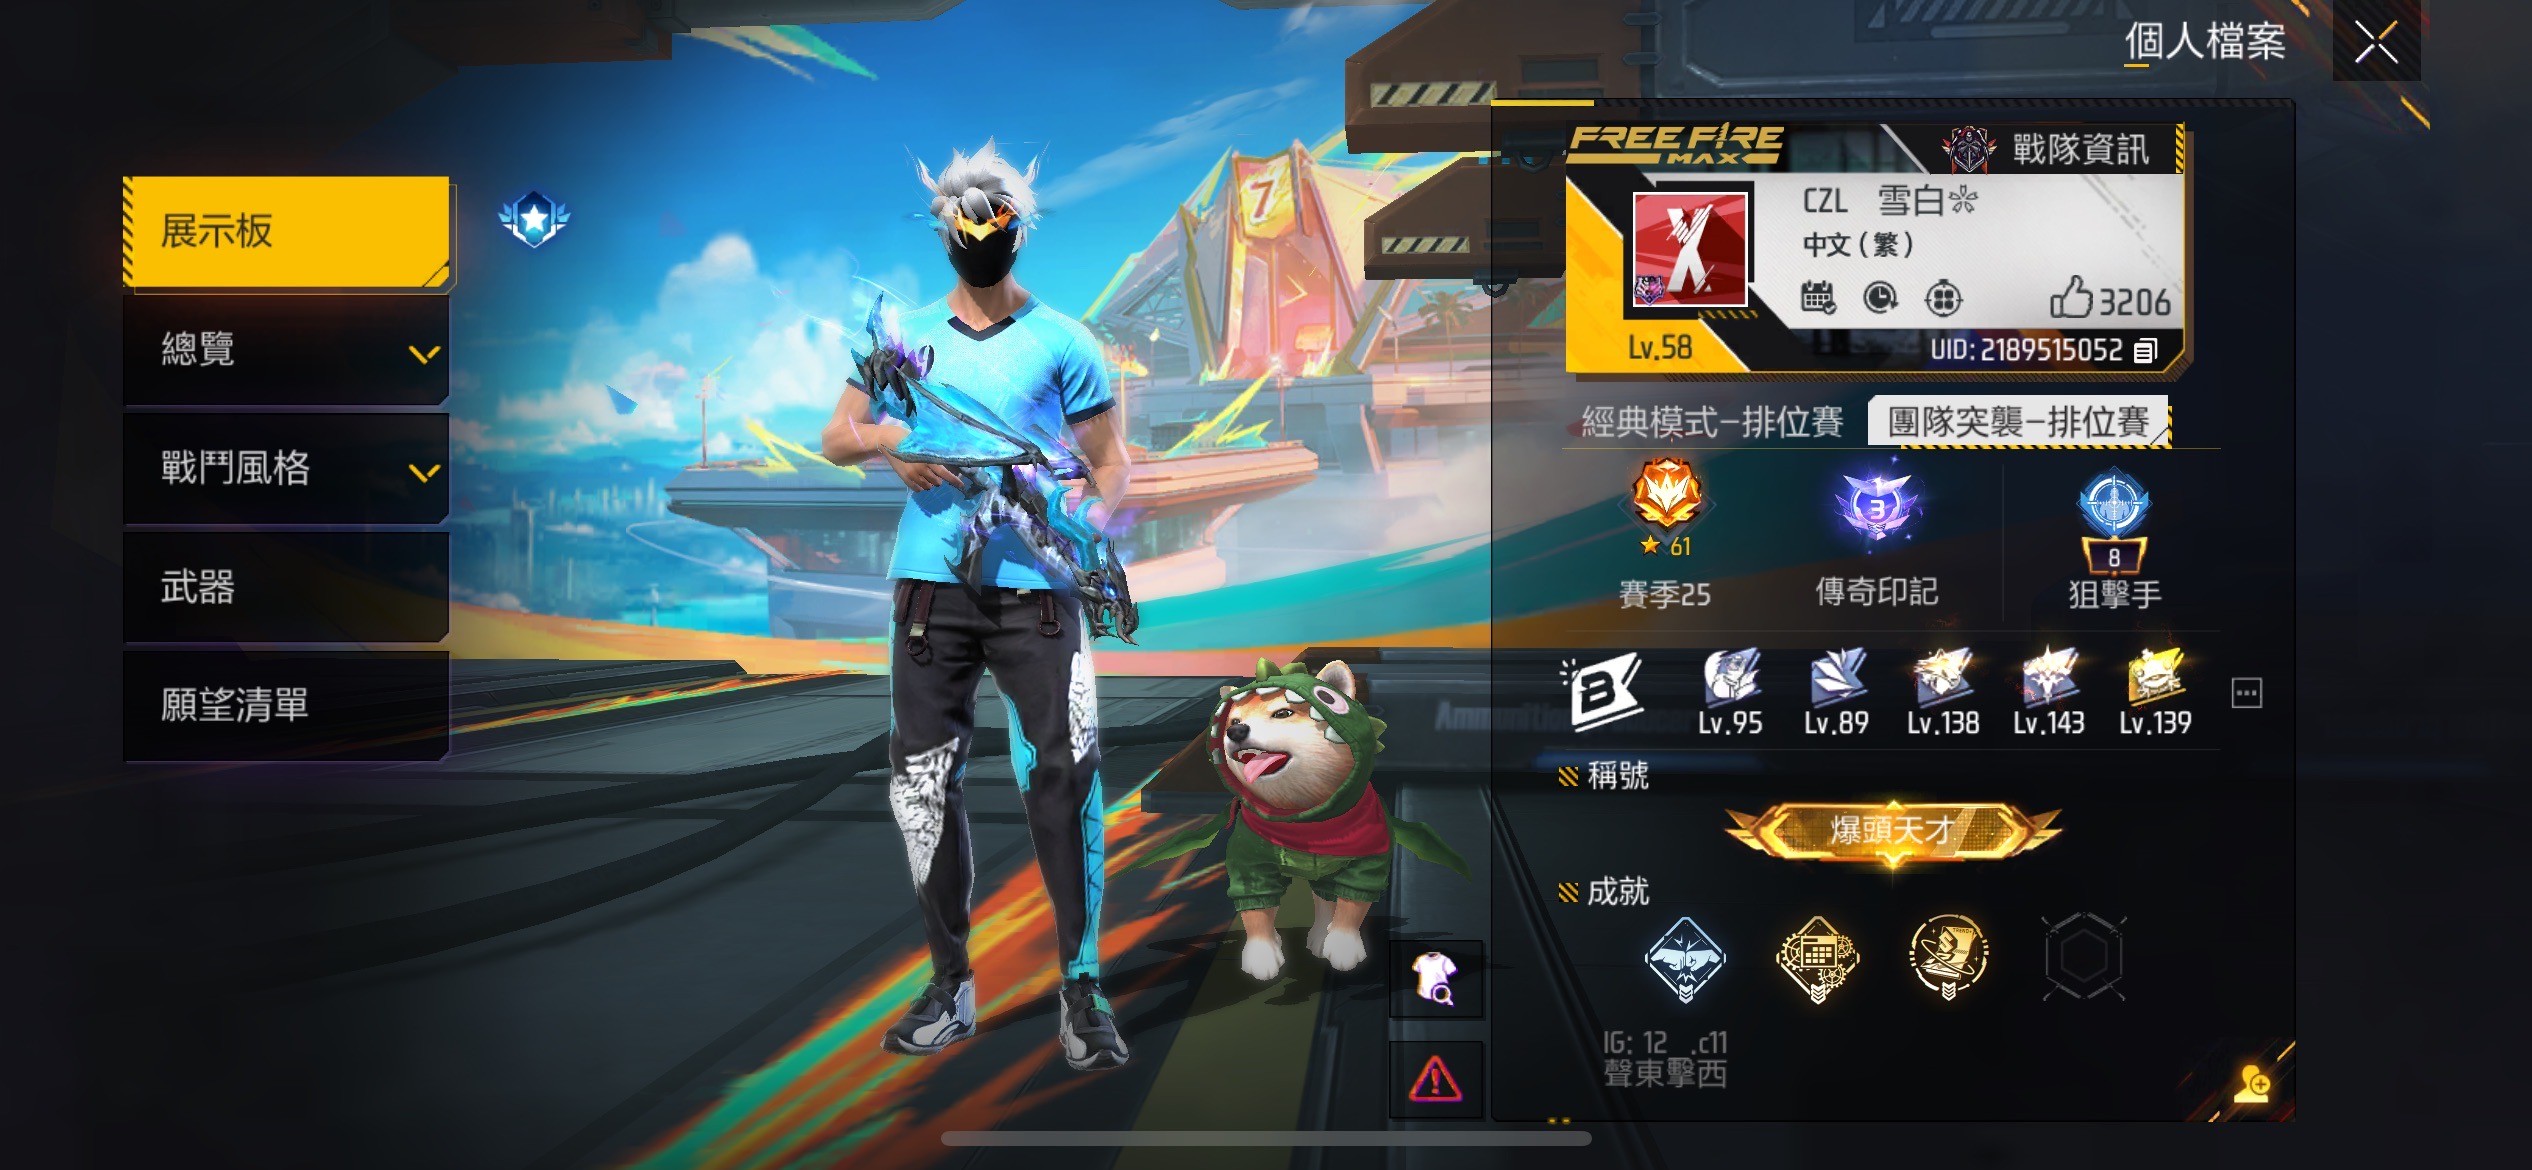 個人檔案
展示板
總覽
戰鬥風格
武器
願望清單
7
FREE FIRE
MAX
戰隊資訊
CZL 雪白
中文(繁)
3206
Lv.58
UID: 2189515052
經典模式-排位賽
團隊突襲-排位賽
61
賽季25
3
傳奇印記
8
狙擊手
Lv.95
Lv.89
Lv.138
Lv.143
Lv.139
稱號
爆頭天才
成就
IG: 12__.c11
聲東擊西